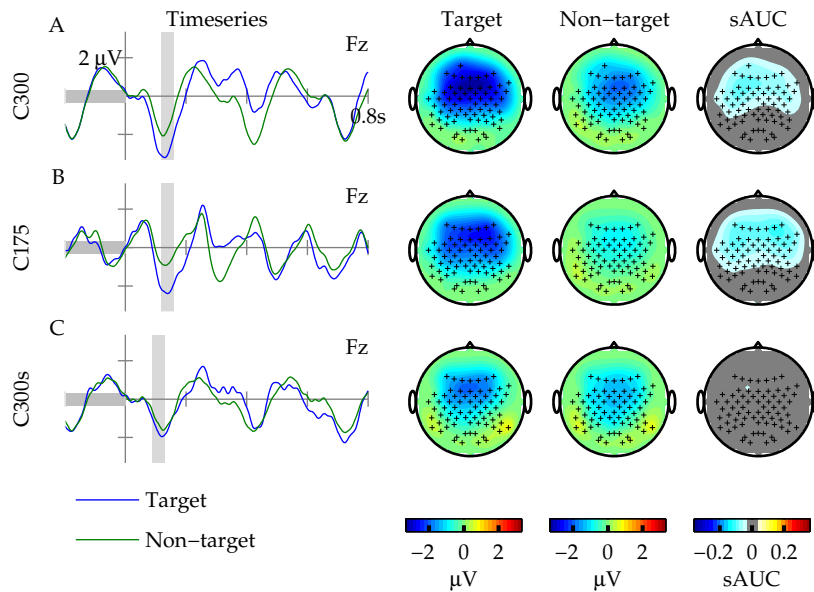 A
Timeseries
Target
Non−target
sAUC
2 μV
Fz
0.8s
C300
B
Fz
C175
C
Fz
C300s
Target
Non−target
−2 0 2
μV
−2 0 2
μV
−0.2 0 0.2
sAUC